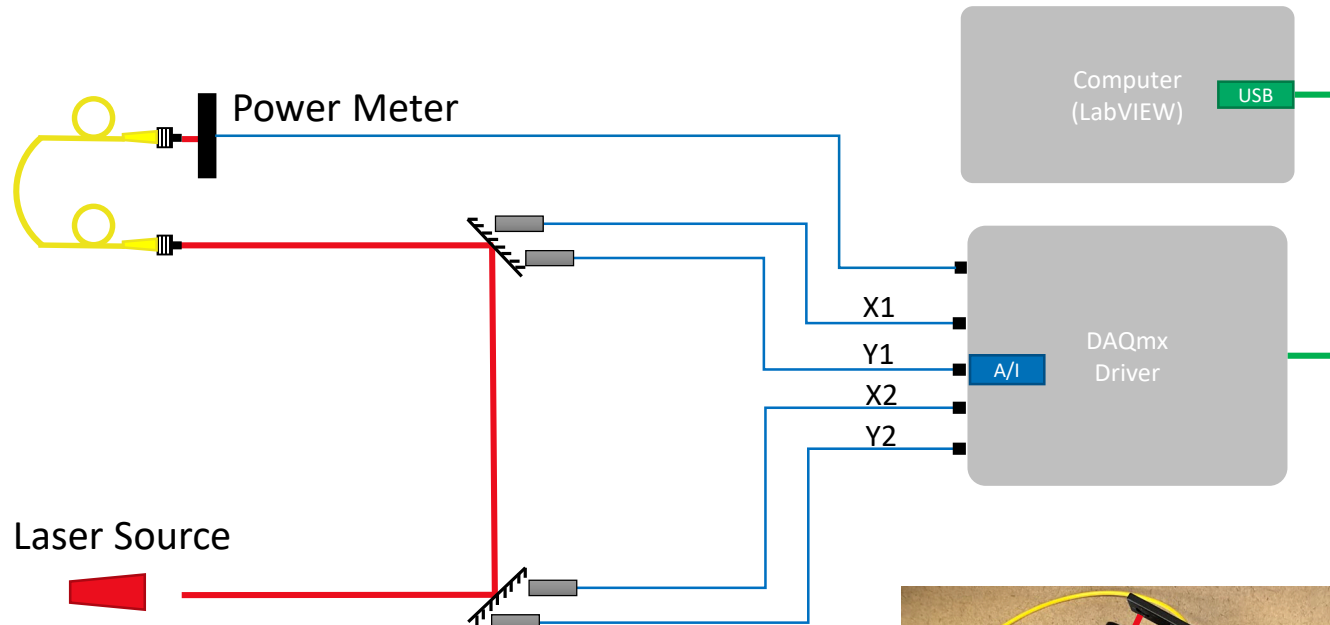 Power Meter
Computer
(LabVIEW)
USB
X1
Y1
X2
Y2
A/I
DAQmx
Driver
Laser Source